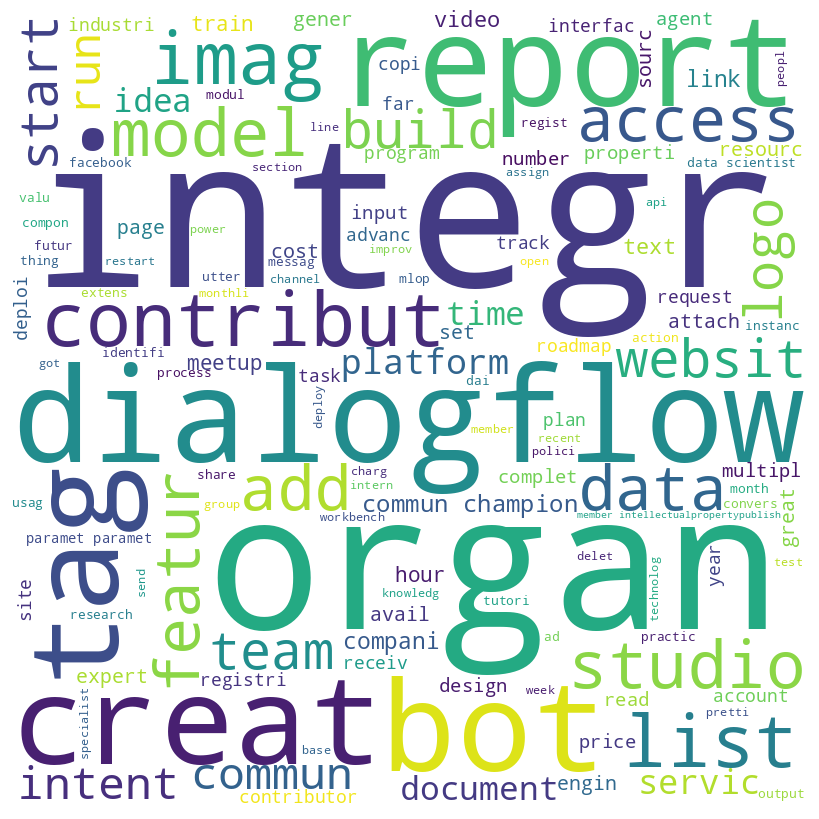 industri train gener video interfac agent
start run imag report sourc peopl
copi link
idea modul far access
model build
line regist
facebook section program number properti resourc data scientist
assign
valu integr api logo
compon page power input
advanc track text
futur cost improv
thing restart utter messag channel mlop open
deploi extens monthli request
contribut time attach instanc
set
got identifi meetup platform roadmap action websit
process task dai
dialogflow
deploy plan member recent
tag featur share add charg intern polici complet data multipl
usag group commun champion month convers great
workbench member intellectualpropertypublish
paramet paramet organ
site send hour delet technolog year test
research knowledg tutori
avail
team compani ad practic
expert receiv studio
registri design week read account
specialist pretti
creat bot list
base price
intent commun document engin servic
contributor output